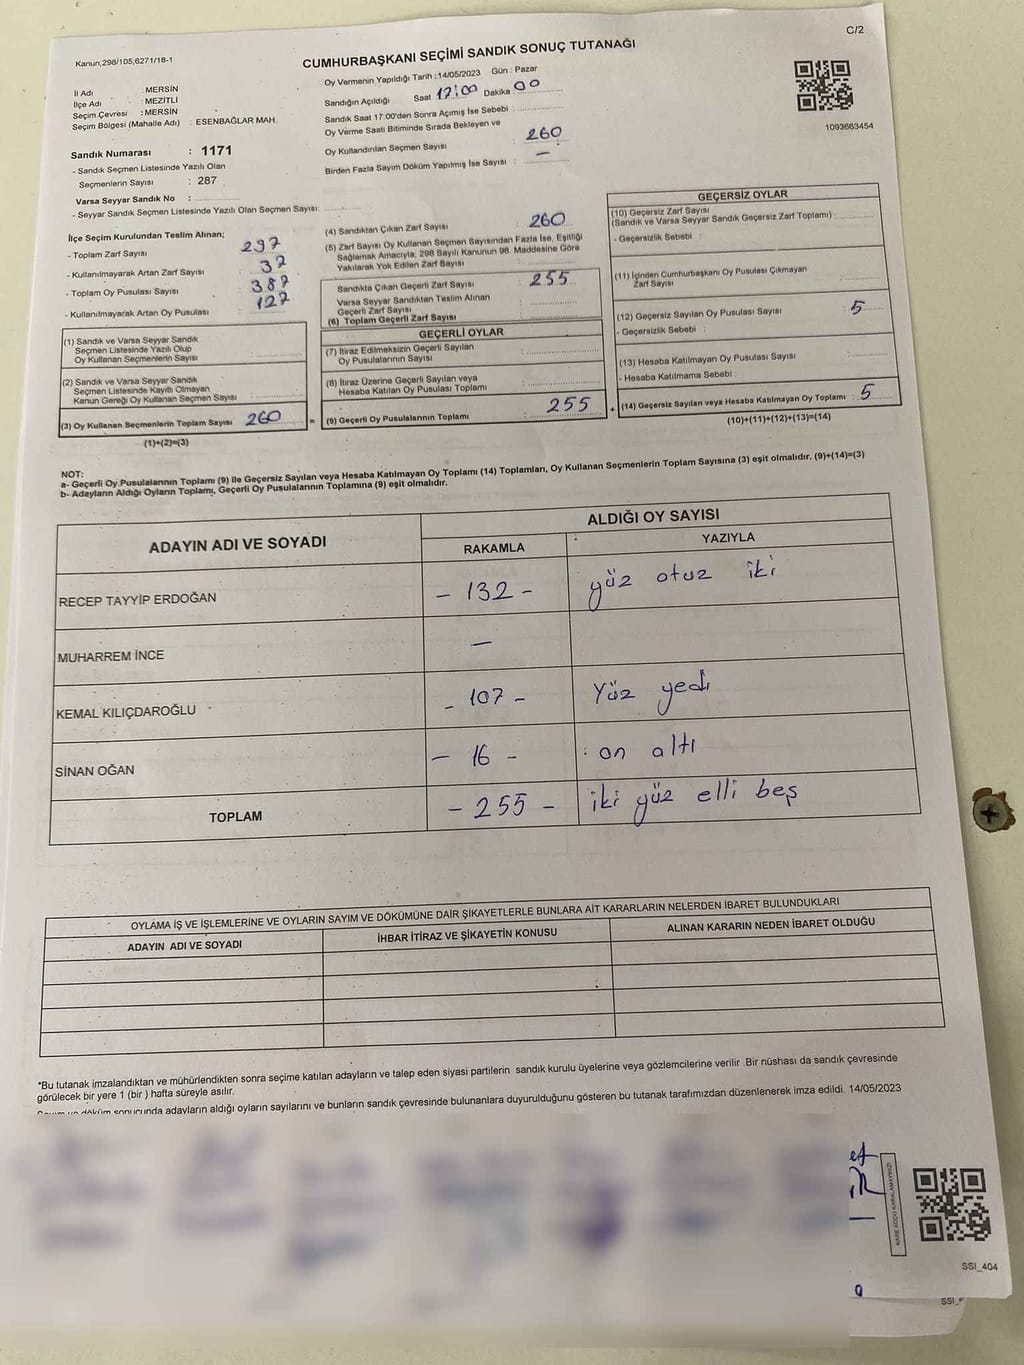 C/2
Kanun,298/105,6271/18-1
CUMHURBAŞKANI SEÇİMİ SANDIK SONUÇ TUTANAĞI
İl Adı : MERSİN
İlçe Adı : MEZİTLİ
Seçim Çevresi : MERSİN
Seçim Bölgesi (Mahalle Adı) : ESENBAĞLAR MAH.
Oy Vermenin Yapıldığı Tarih : 14/05/2023 Gün : Pazar
Sandığın Açıldığı Saat 17:00 Dakika 00
Sandık Saat 17:00'den Sonra Açımış İse Sebebi :
Oy Verme Saati Bitiminde Sırada Bekleyen ve
Oy Kullandırılan Seçmen Sayısı : 260
Birden Fazla Sayım Döküm Yapılmış İse Sayısı : —
1093663454
Sandık Numarası : 1171
- Sandık Seçmen Listesinde Yazılı Olan
Seçmenlerin Sayısı : 287
Varsa Seyyar Sandık No :
- Seyyar Sandık Seçmen Listesinde Yazılı Olan Seçmen Sayısı:
İlçe Seçim Kurulundan Teslim Alınan;
- Toplam Zarf Sayısı : 297
- Kullanılmayarak Artan Zarf Sayısı : 37
- Toplam Oy Pusulası Sayısı : 387
- Kullanılmayarak Artan Oy Pusulası : 127
(1) Sandık ve Varsa Seyyar Sandık
Seçmen Listesinde Yazılı Olup
Oy Kullanan Seçmenlerin Sayısı :
(2) Sandık ve Varsa Seyyar Sandık
Seçmen Listesinde Kayıtlı Olmayan
Kanun Gereği Oy Kullanan Seçmen Sayısı :
(3) Oy Kullanan Seçmenlerin Toplam Sayısı 260 =
(1)+(2)=(3)
(4) Sandıktan Çıkan Zarf Sayısı : 260
(5) Zarf Sayısı Oy Kullanan Seçmen Sayısından Fazla İse, Eşitliği
Sağlamak Amacıyla, 298 Sayılı Kanunun 98. Maddesine Göre
Yakılarak Yok Edilen Zarf Sayısı :
Sandıkta Çıkan Geçerli Zarf Sayısı : 255
Varsa Seyyar Sandıktan Teslim Alınan
Geçerli Zarf Sayısı :
(6) Toplam Geçerli Zarf Sayısı :
GEÇERLİ OYLAR
(7) İtiraz Edilmeksizin Geçerli Sayılan
Oy Pusulalarının Sayısı :
(8) İtiraz Üzerine Geçerli Sayılan veya
Hesaba Katılan Oy Pusulası Toplamı :
(9) Geçerli Oy Pusulalarının Toplamı : 255 +
GEÇERSİZ OYLAR
(10) Geçersiz Zarf Sayısı
(Sandık ve Varsa Seyyar Sandık Geçersiz Zarf Toplamı) :
- Geçersizlik Sebebi :
(11) İçinden Cumhurbaşkanı Oy Pusulası Çıkmayan
Zarf Sayısı :
(12) Geçersiz Sayılan Oy Pusulası Sayısı : 5
- Geçersizlik Sebebi :
(13) Hesaba Katılmayan Oy Pusulası Sayısı :
- Hesaba Katılmama Sebebi :
(14) Geçersiz Sayılan veya Hesaba Katılmayan Oy Toplamı : 5
(10)+(11)+(12)+(13)=(14)
NOT:
a- Geçerli Oy Pusulalarının Toplamı (9) ile Geçersiz Sayılan veya Hesaba Katılmayan Oy Toplamı (14) Toplamları, Oy Kullanan Seçmenlerin Toplam Sayısına (3) eşit olmalıdır. (9)+(14)=(3)
b- Adayların Aldığı Oyların Toplamı, Geçerli Oy Pusulalarının Toplamına (9) eşit olmalıdır.
ADAYIN ADI VE SOYADI
ALDIĞI OY SAYISI
RAKAMLA YAZIYLA
RECEP TAYYİP ERDOĞAN - 132 - yüz otuz iki
MUHARREM İNCE —
KEMAL KILIÇDAROĞLU - 107 - Yüz yedi
SİNAN OĞAN - 16 - on altı
TOPLAM - 255 - iki yüz elli beş
OYLAMA İŞ VE İŞLEMLERİNE VE OYLARIN SAYIM VE DÖKÜMÜNE DAİR ŞİKAYETLERLE BUNLARA AİT KARARLARIN NELERDEN İBARET BULUNDUKLARI
ADAYIN ADI VE SOYADI İHBAR İTİRAZ VE ŞİKAYETİN KONUSU ALINAN KARARIN NEDEN İBARET OLDUĞU
*Bu tutanak imzalandıktan ve mühürlendikten sonra seçime katılan adayların ve talep eden siyasi partilerin sandık kurulu üyelerine veya gözlemcilerine verilir .Bir nüshası da sandık çevresinde
görülecek bir yere 1 (bir ) hafta süreyle asılır.
Sayım ve döküm sonucunda adayların aldığı oyların sayılarını ve bunların sandık çevresinde bulunanlara duyurulduğunu gösteren bu tutanak tarafımızdan düzenlenerek imza edildi. 14/05/2023
KARE KODU KARALAMAYINIZ!
SSI_404
SSI_